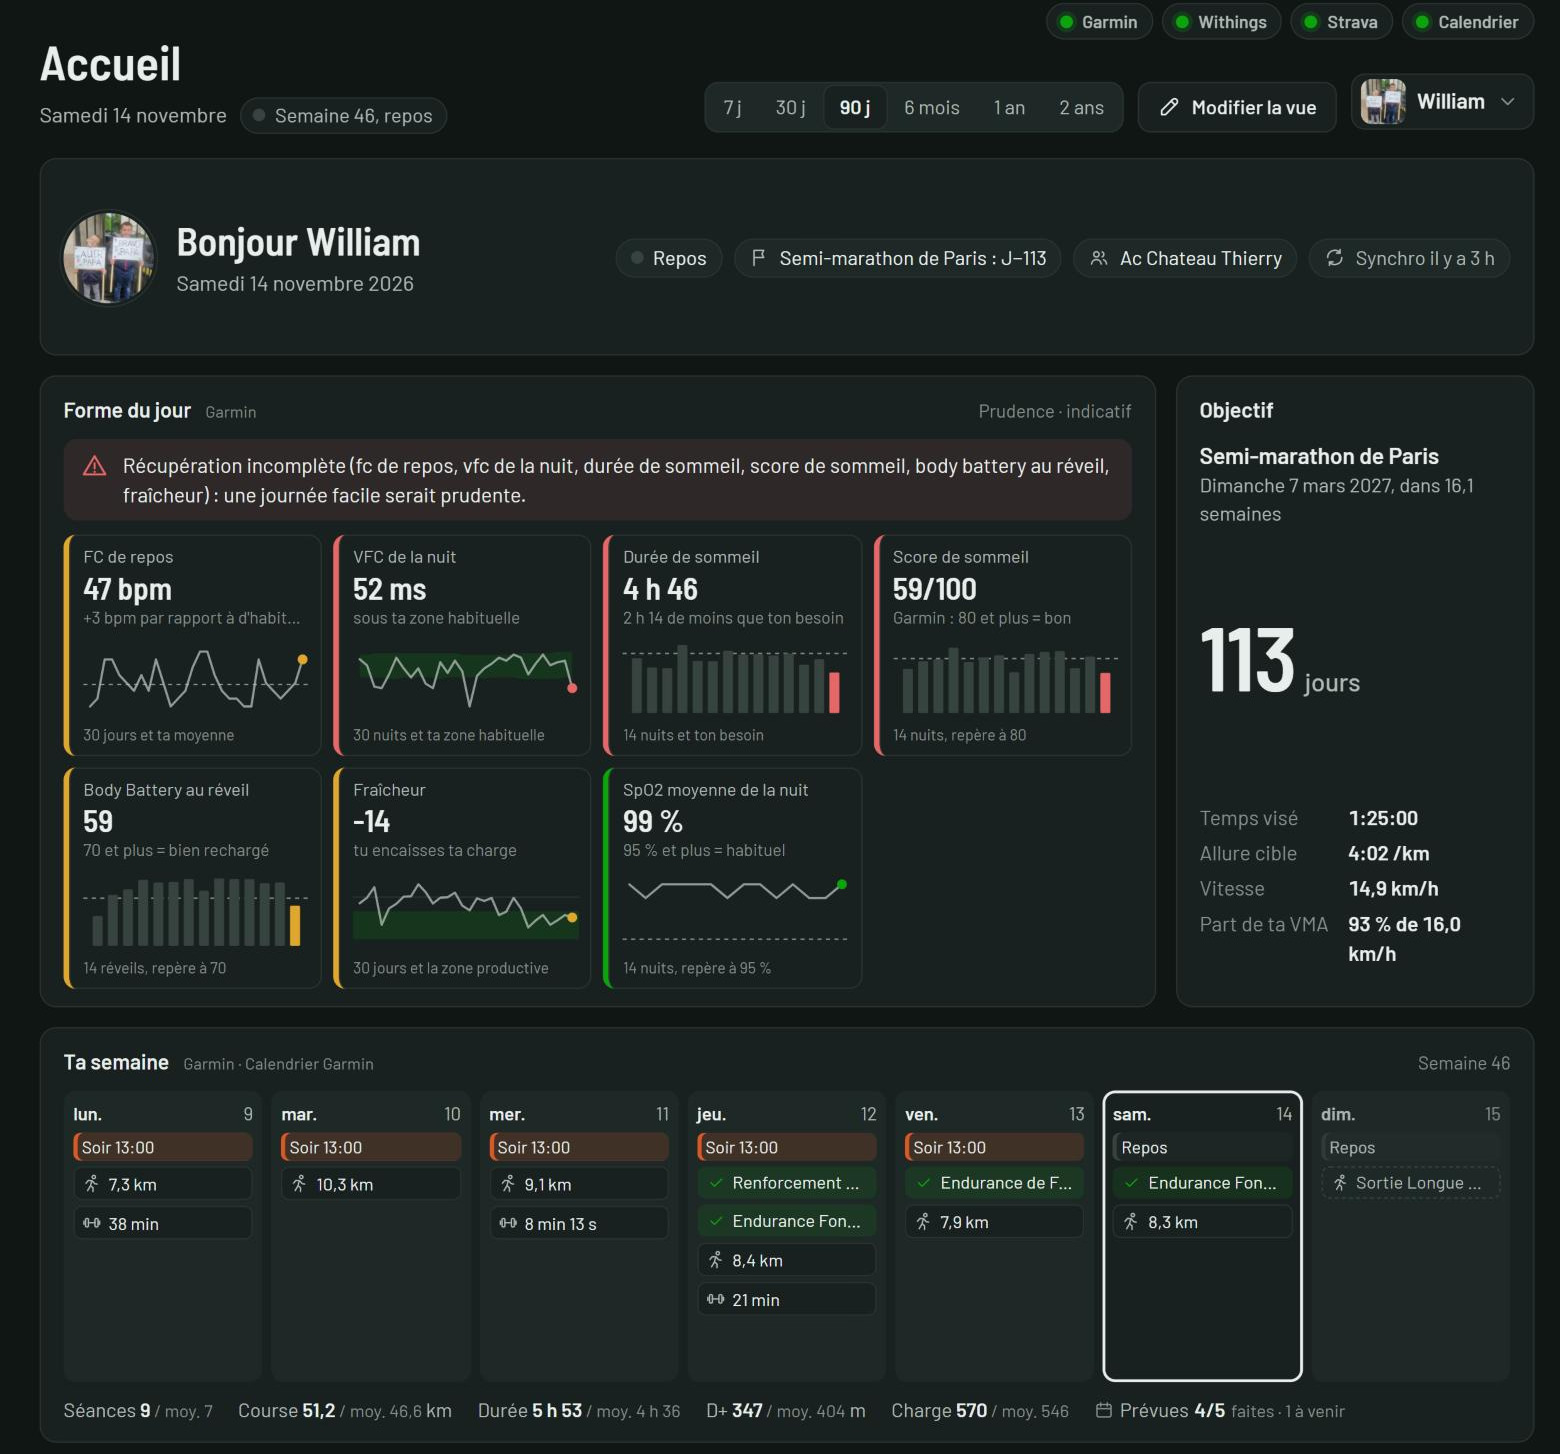 Garmin
Withings
Strava
Calendrier
Accueil
Samedi 14 novembre
Semaine 46, repos
7 j
30 j
90 j
6 mois
1 an
2 ans
Modifier la vue
William
Bonjour William
Samedi 14 novembre 2026
Repos
Semi-marathon de Paris : J−113
Ac Chateau Thierry
Synchro il y a 3 h
Forme du jour Garmin
Prudence · indicatif
Récupération incomplète (fc de repos, vfc de la nuit, durée de sommeil, score de sommeil, body battery au réveil,
fraîcheur) : une journée facile serait prudente.
FC de repos
47 bpm
+3 bpm par rapport à d'habit...
30 jours et ta moyenne
VFC de la nuit
52 ms
sous ta zone habituelle
30 nuits et ta zone habituelle
Durée de sommeil
4 h 46
2 h 14 de moins que ton besoin
14 nuits et ton besoin
Score de sommeil
59/100
Garmin : 80 et plus = bon
14 nuits, repère à 80
Body Battery au réveil
59
70 et plus = bien rechargé
14 réveils, repère à 70
Fraîcheur
-14
tu encaisses ta charge
30 jours et la zone productive
SpO2 moyenne de la nuit
99 %
95 % et plus = habituel
14 nuits, repère à 95 %
Objectif
Semi-marathon de Paris
Dimanche 7 mars 2027, dans 16,1
semaines
113 jours
Temps visé 1:25:00
Allure cible 4:02 /km
Vitesse 14,9 km/h
Part de ta VMA 93 % de 16,0
km/h
Ta semaine Garmin · Calendrier Garmin
Semaine 46
lun. 9
Soir 13:00
7,3 km
38 min
mar. 10
Soir 13:00
10,3 km
mer. 11
Soir 13:00
9,1 km
8 min 13 s
jeu. 12
Soir 13:00
Renforcement ...
Endurance Fon...
8,4 km
21 min
ven. 13
Soir 13:00
Endurance de F...
7,9 km
sam. 14
Repos
Endurance Fon...
8,3 km
dim. 15
Repos
Sortie Longue ...
Séances 9 / moy. 7
Course 51,2 / moy. 46,6 km
Durée 5 h 53 / moy. 4 h 36
D+ 347 / moy. 404 m
Charge 570 / moy. 546
Prévues 4/5 faites · 1 à venir